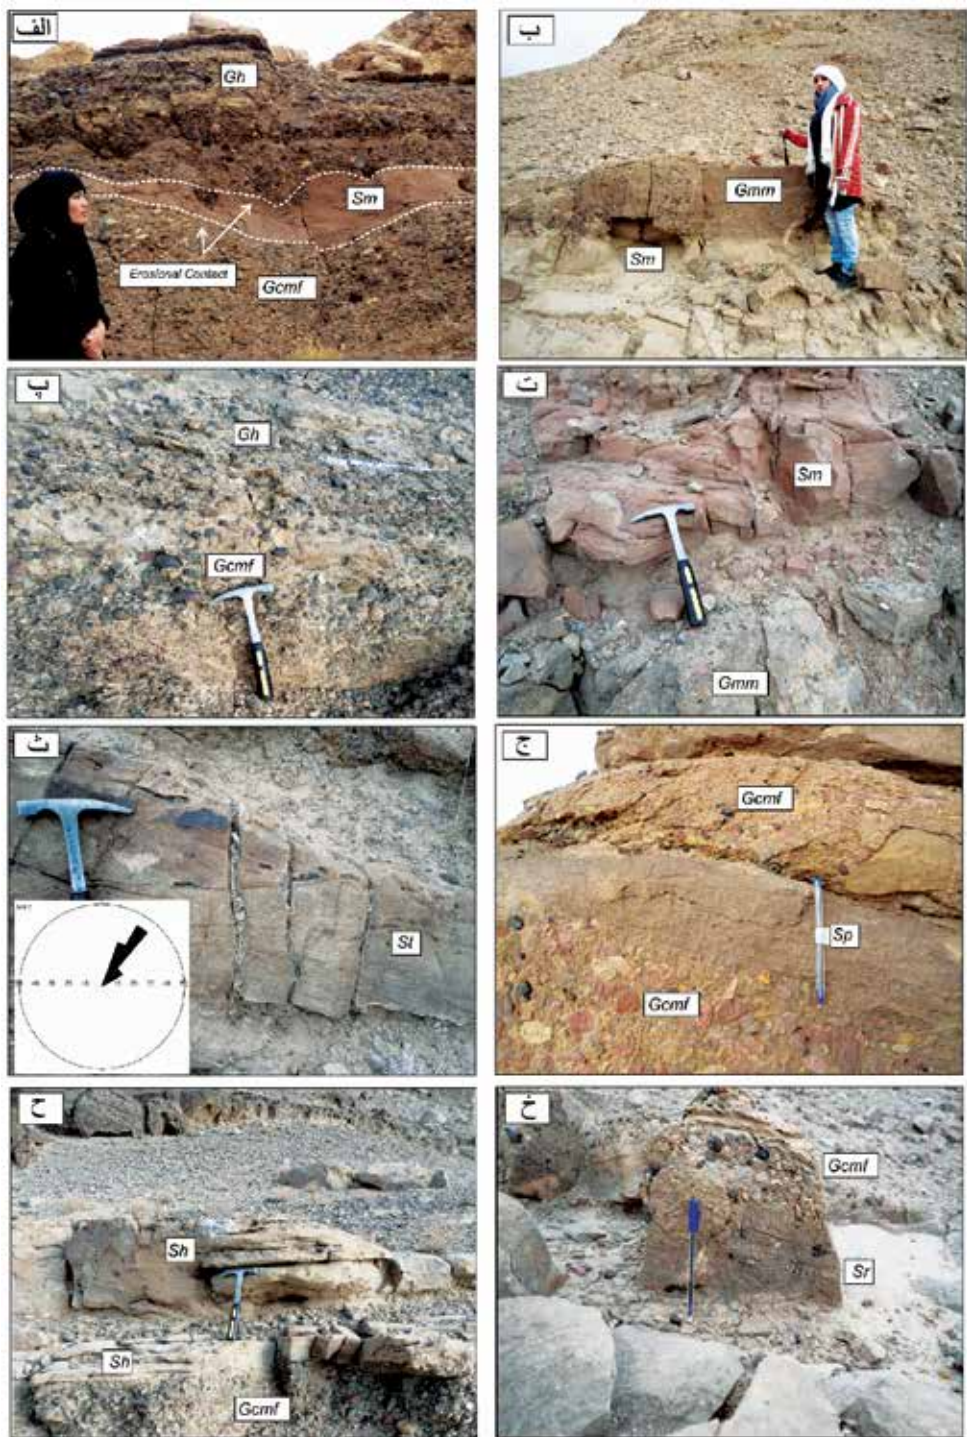 الف
Gh
Sm
Erosional Contact
Gcmf
ب
Gmm
Sm
پ
Gh
Gcmf
ت
Sm
Gmm
ث
St
ج
Gcmf
Sp
Gcmf
ح
Sh
Sh
Gcmf
خ
Gcmf
Sr